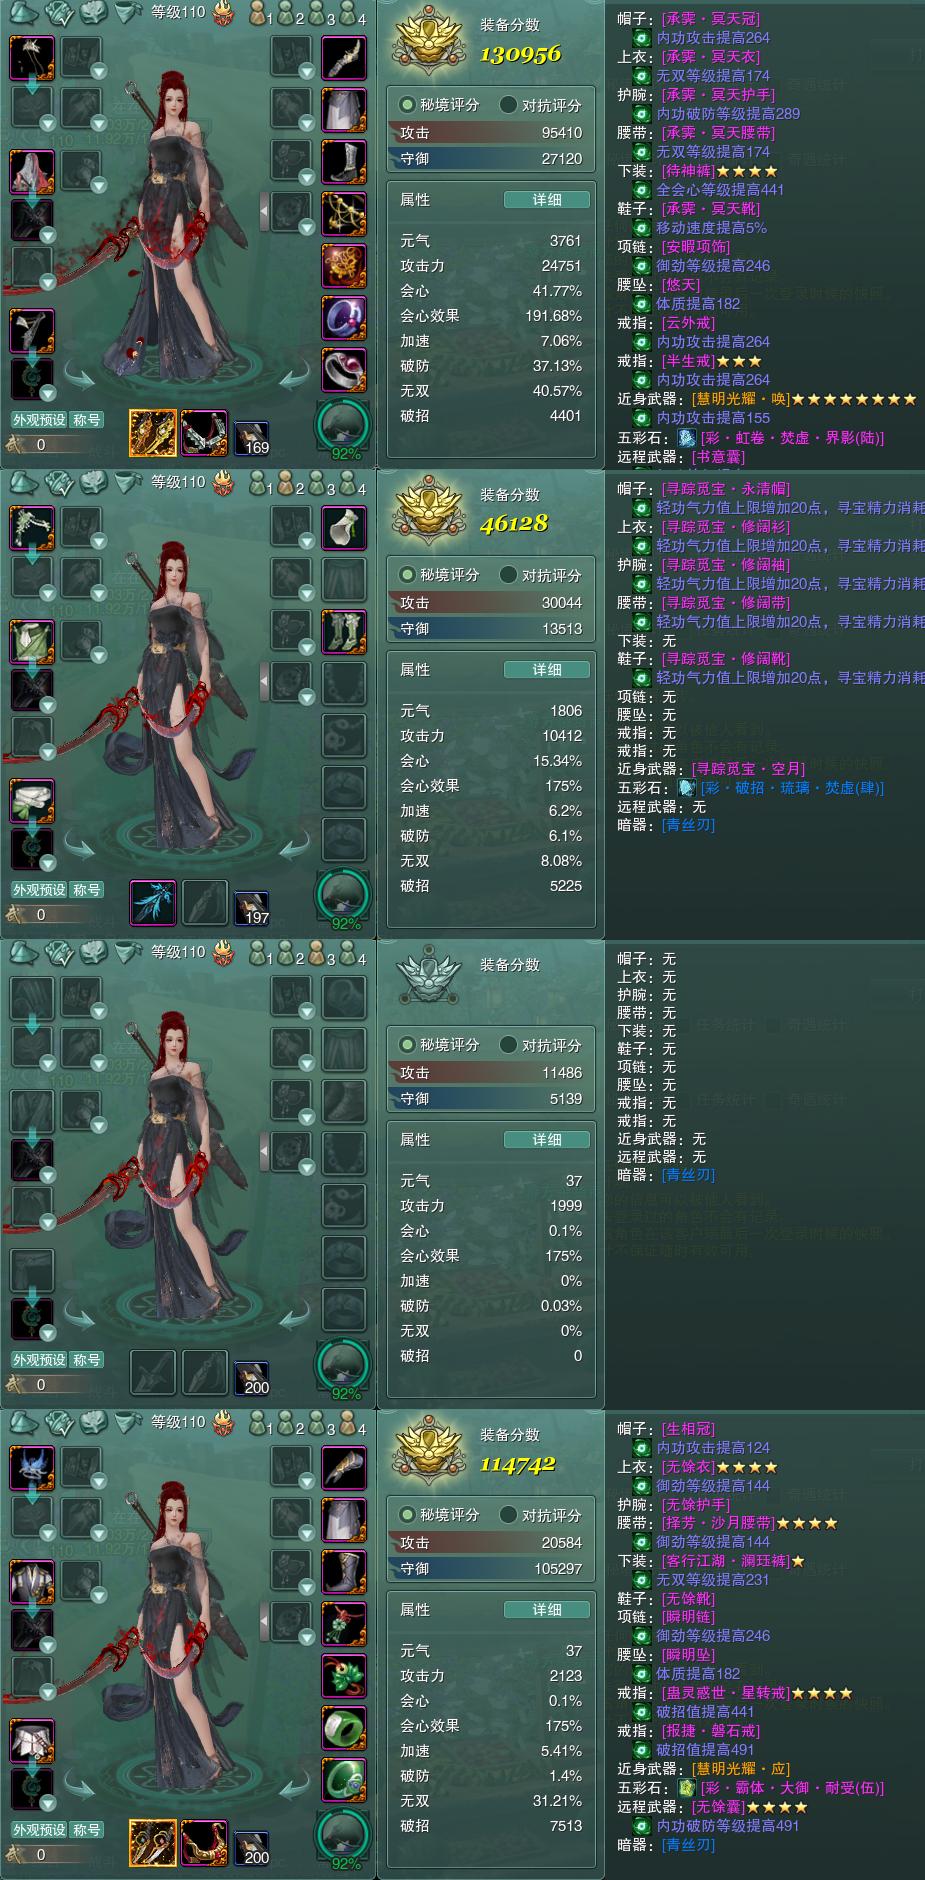 等级110
1 2 3 4
外观预设 称号
武 0
169
92%
装备分数
130956
秘境评分 对抗评分
攻击 95410
守御 27120
属性 详细
元气 3761
攻击力 24751
会心 41.77%
会心效果 191.68%
加速 7.06%
破防 37.13%
无双 40.57%
破招 4401
帽子：[承霁·冥天冠]
内功攻击提高264
上衣：[承霁·冥天衣]
无双等级提高174
护腕：[承霁·冥天护手]
内功破防等级提高289
腰带：[承霁·冥天腰带]
无双等级提高174
下装：[待神裤]★★★★
全会心等级提高441
鞋子：[承霁·冥天靴]
移动速度提高5%
项链：[安暇项饰]
御劲等级提高246
腰坠：[悠天]
体质提高182
戒指：[云外戒]
内功攻击提高264
戒指：[半生戒]★★★
内功攻击提高264
近身武器：[慧明光耀·唤]★★★★★★★★
内功攻击提高155
五彩石：[彩·虹卷·焚虚·界影(陆)]
远程武器：[书意囊]
等级110
1 2 3 4
外观预设 称号
武 0
197
92%
装备分数
46128
秘境评分 对抗评分
攻击 30044
守御 13513
属性 详细
元气 1806
攻击力 10412
会心 15.34%
会心效果 175%
加速 6.2%
破防 6.1%
无双 8.08%
破招 5225
帽子：[寻踪觅宝·永清帽]
轻功气力值上限增加20点，寻宝精力消耗
上衣：[寻踪觅宝·修阔衫]
轻功气力值上限增加20点，寻宝精力消耗
护腕：[寻踪觅宝·修阔袖]
轻功气力值上限增加20点，寻宝精力消耗
腰带：[寻踪觅宝·修阔带]
轻功气力值上限增加20点，寻宝精力消耗
下装：无
鞋子：[寻踪觅宝·修阔靴]
轻功气力值上限增加20点，寻宝精力消耗
项链：无
腰坠：无
戒指：无
戒指：无
近身武器：[寻踪觅宝·空月]
五彩石：[彩·破招·琉璃·焚虚(肆)]
远程武器：无
暗器：[青丝刃]
等级110
1 2 3 4
外观预设 称号
武 0
200
92%
装备分数
秘境评分 对抗评分
攻击 11486
守御 5139
属性 详细
元气 37
攻击力 1999
会心 0.1%
会心效果 175%
加速 0%
破防 0.03%
无双 0%
破招 0
帽子：无
上衣：无
护腕：无
腰带：无
下装：无
鞋子：无
项链：无
腰坠：无
戒指：无
戒指：无
近身武器：无
远程武器：无
暗器：[青丝刃]
等级110
1 2 3 4
外观预设 称号
武 0
200
92%
装备分数
114742
秘境评分 对抗评分
攻击 20584
守御 105297
属性 详细
元气 37
攻击力 2123
会心 0.1%
会心效果 175%
加速 5.41%
破防 1.4%
无双 31.21%
破招 7513
帽子：[生相冠]
内功攻击提高124
上衣：[无馀衣]★★★★
御劲等级提高144
护腕：[无馀护手]
腰带：[择芳·沙月腰带]★★★★
御劲等级提高144
下装：[客行江湖·澜珏裤]★
无双等级提高231
鞋子：[无馀靴]
项链：[瞬明链]
御劲等级提高246
腰坠：[瞬明坠]
体质提高182
戒指：[蛊灵惑世·星转戒]★★★★
破招值提高441
戒指：[报捷·磐石戒]
破招值提高491
近身武器：[慧明光耀·应]
五彩石：[彩·霸体·大御·耐受(伍)]
远程武器：[无馀囊]★★★★
内功破防等级提高491
暗器：[青丝刃]